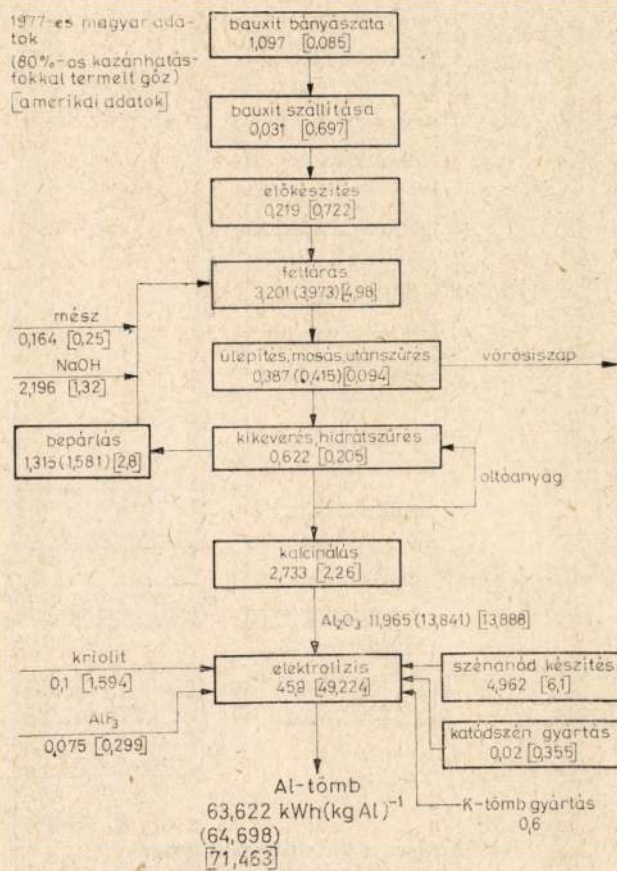 1977-es magyar ada-
tok
(80%-os kazánhatás-
fokkal termelt gőz)
[amerikai adatok]
bauxit bányászata
1,097 [0,085]
bauxit szállítása
0,031 [0,697]
előkészítés
0,219 [0,722]
feltárás
3,201 (3,973) [4,98]
mész
0,164 [0,25]
NaOH
2,196 [1,32]
ülepítés, mosás, utánszűrés
0,387 (0,415) [0,094]
vörösiszap
bepárlás
1,315 (1,581) [2,8]
kikeverés, hidrátszűrés
0,622 [0,205]
oltóanyag
kalcinálás
2,733 [2,26]
Al₂O₃ 11,965 (13,841) [13,888]
kriolit
0,1 [1,594]
elektrolízis
45,9 [49,224]
szénanód készítés
4,962 [6,1]
AlF₃
0,075 [0,299]
katódszén gyártás
0,02 [0,355]
K-tömb gyártás
0,6
Al-tömb
63,622 kWh(kg Al)⁻¹
(64,698)
[71,463]